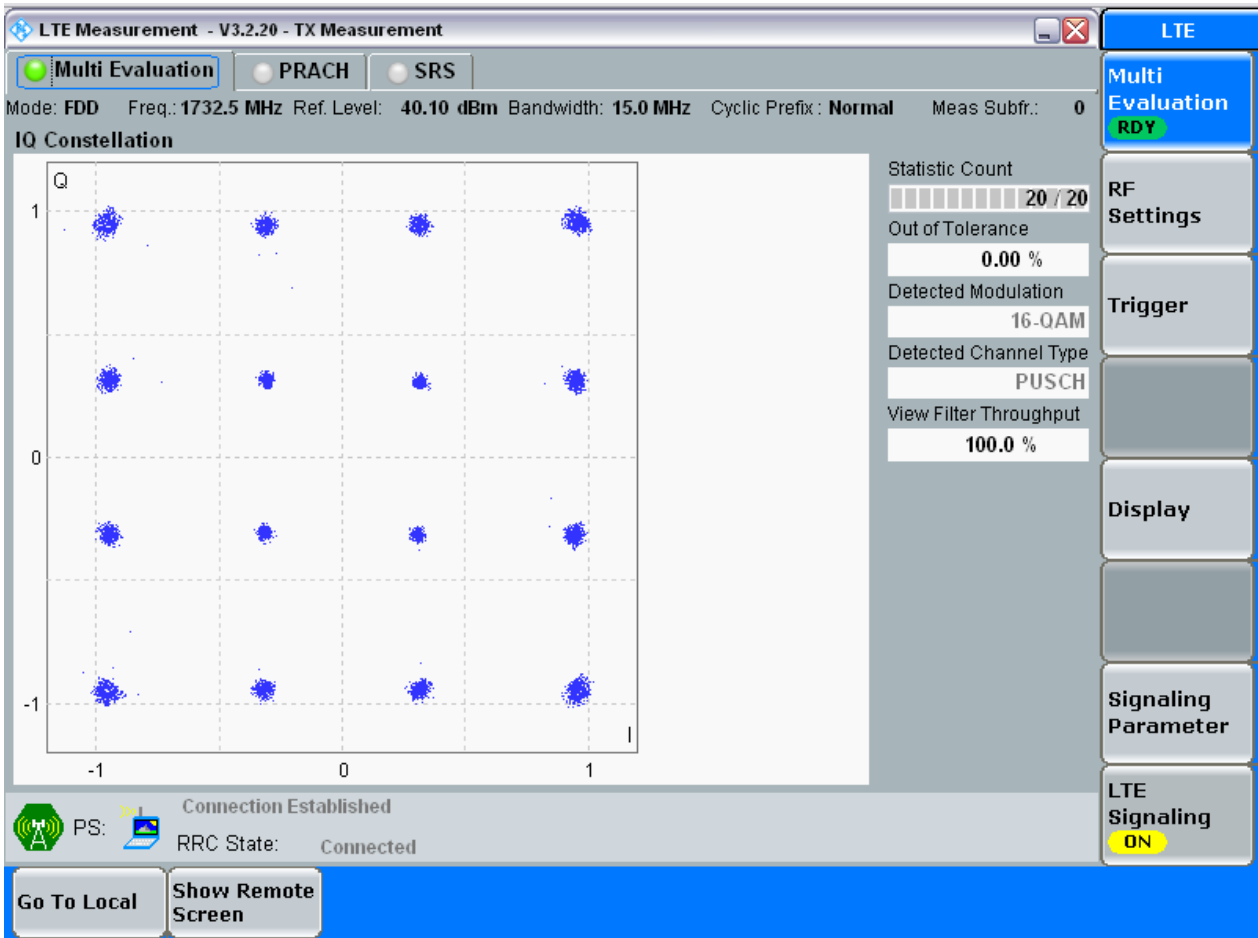 LTE Measurement - V3.2.20 - TX Measurement
LTE
Multi Evaluation PRACH SRS
Mode: FDD Freq.: 1732.5 MHz Ref. Level: 40.10 dBm Bandwidth: 15.0 MHz Cyclic Prefix : Normal Meas Subfr.: 0
IQ Constellation
Q
1
0
-1
I
-1 0 1
Statistic Count
20 / 20
Out of Tolerance
0.00 %
Detected Modulation
16-QAM
Detected Channel Type
PUSCH
View Filter Throughput
100.0 %
Multi
Evaluation
RDY
RF
Settings
Trigger
Display
Signaling
Parameter
LTE
Signaling
ON
PS:
Connection Established
RRC State: Connected
Go To Local
Show Remote
Screen